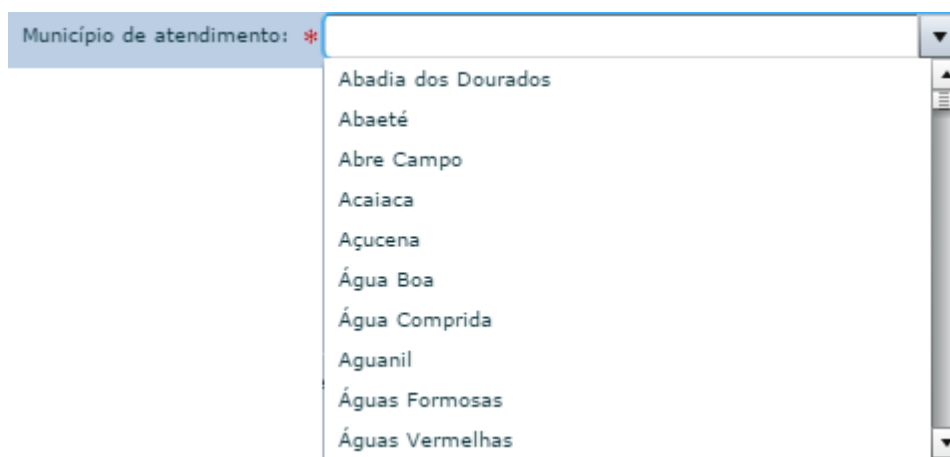 Município de atendimento: *
Abadia dos Dourados
Abaeté
Abre Campo
Acaiaca
Açucena
Água Boa
Água Comprida
Aguanil
Águas Formosas
Águas Vermelhas